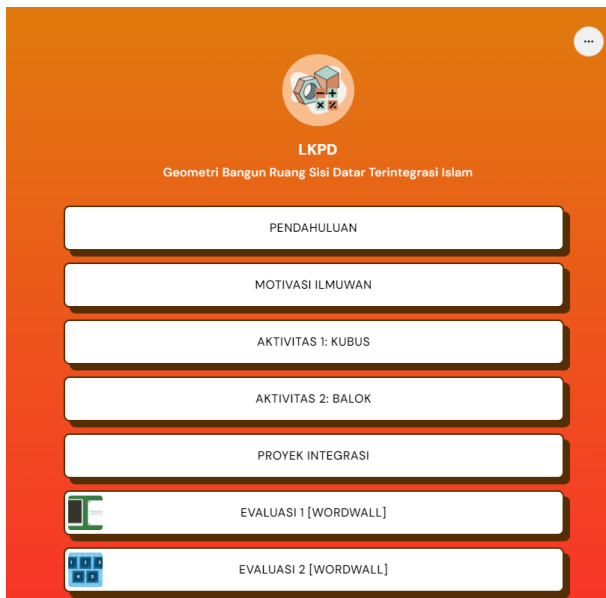 LKPD
Geometri Bangun Ruang Sisi Datar Terintegrasi Islam
PENDAHULUAN
MOTIVASI ILMUWAN
AKTIVITAS 1: KUBUS
AKTIVITAS 2: BALOK
PROYEK INTEGRASI
EVALUASI 1 [WORDWALL]
EVALUASI 2 [WORDWALL]